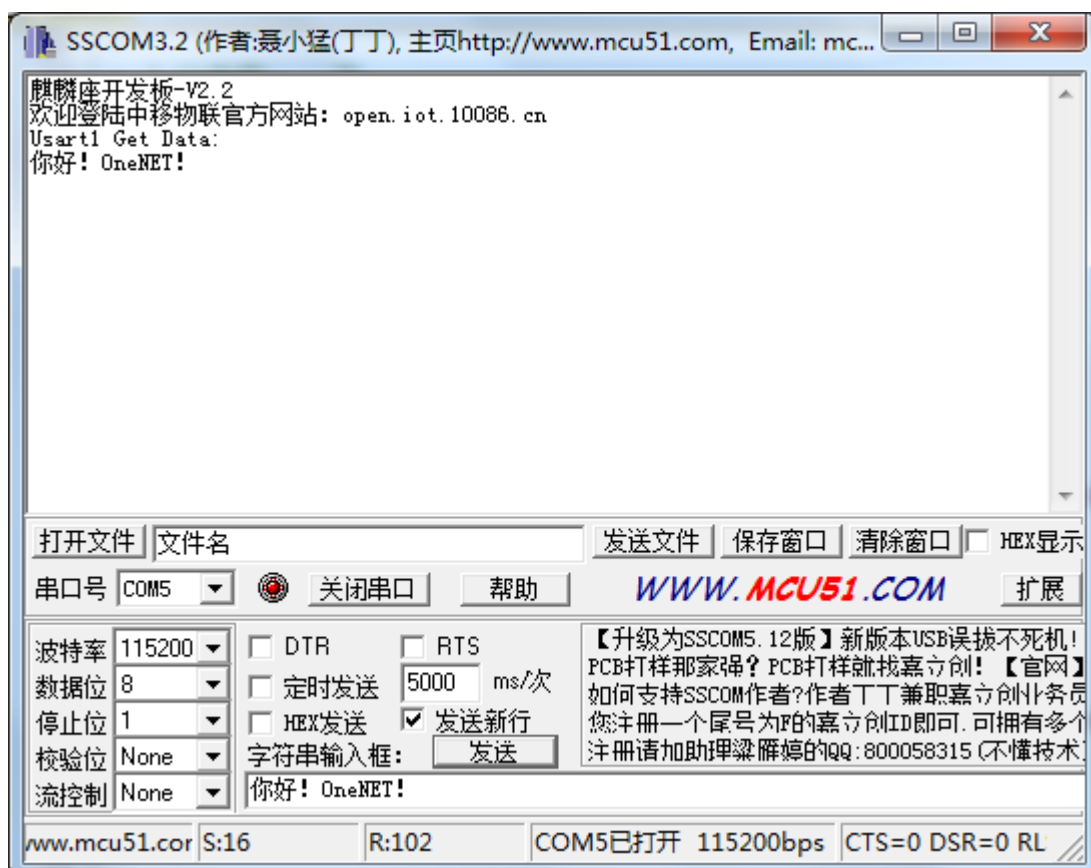 SSCOM3.2 (作者:聂小猛(丁丁), 主页http://www.mcu51.com, Email: mc...
麒麟座开发板-V2.2
欢迎登陆中移物联官方网站: open.iot.10086.cn
Usart1 Get Data:
你好! OneNET!
打开文件 文件名 发送文件 保存窗口 清除窗口 HEX显示
串口号 COM5 关闭串口 帮助 WWW.MCU51.COM 扩展
波特率 115200 DTR RTS
数据位 8 定时发送 5000 ms/次
停止位 1 HEX发送 发送新行
校验位 None 字符串输入框: 发送
流控制 None 你好! OneNET!
【升级为SSCOM5.12版】新版本USB误拔不死机!
PCB打样那家强? PCB打样就找嘉立创! 【官网】
如何支持SSCOM作者?作者丁丁兼职嘉立创业务员
您注册一个尾号为F的嘉立创ID即可.可拥有多个
注册请加助理梁雁婷的QQ:800058315(不懂技术
www.mcu51.cor S:16 R:102 COM5已打开 115200bps CTS=0 DSR=0 RL